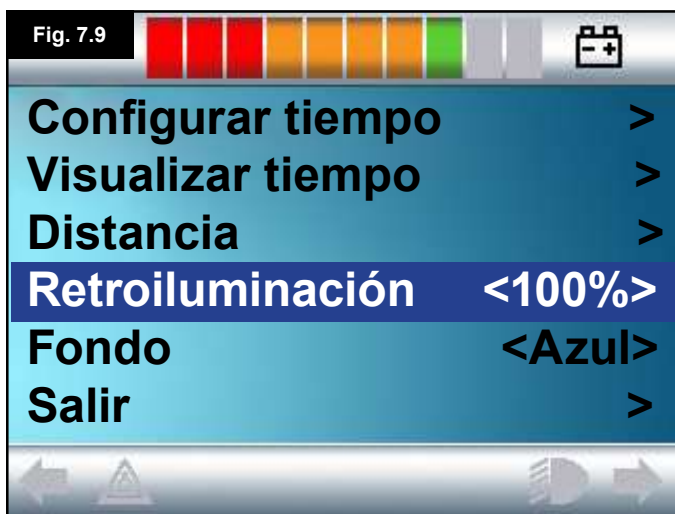 Fig. 7.9
Configurar tiempo >
Visualizar tiempo >
Distancia >
Retroiluminación <100%>
Fondo <Azul>
Salir >